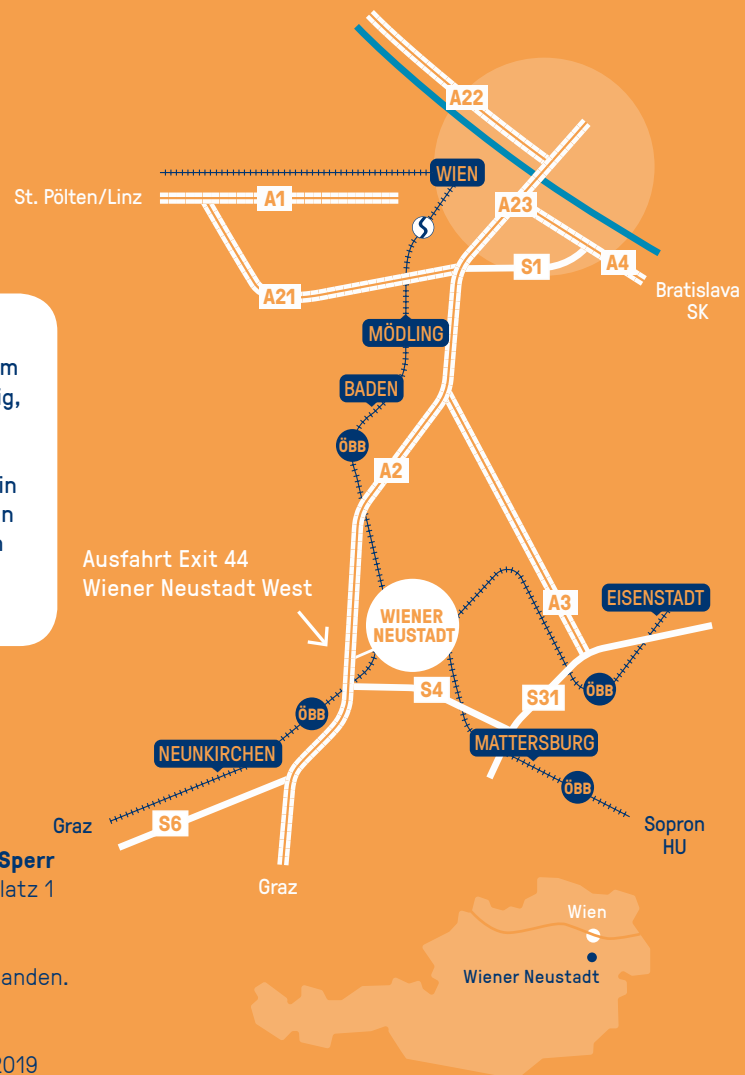 A22
WIEN
St. Pölten/Linz
A1
A23
S1
A4
A21
Bratislava
SK
MÖDLING
BADEN
ÖBB
A2
Ausfahrt Exit 44
Wiener Neustadt West
WIENER
NEUSTADT
A3
EISENSTADT
ÖBB
S4
S31
ÖBB
NEUNKIRCHEN
MATTERSBURG
ÖBB
Graz
S6
Sopron
HU
Graz
Sperr
latz 1
Wien
Wiener Neustadt
anden.
2019
ig,
in